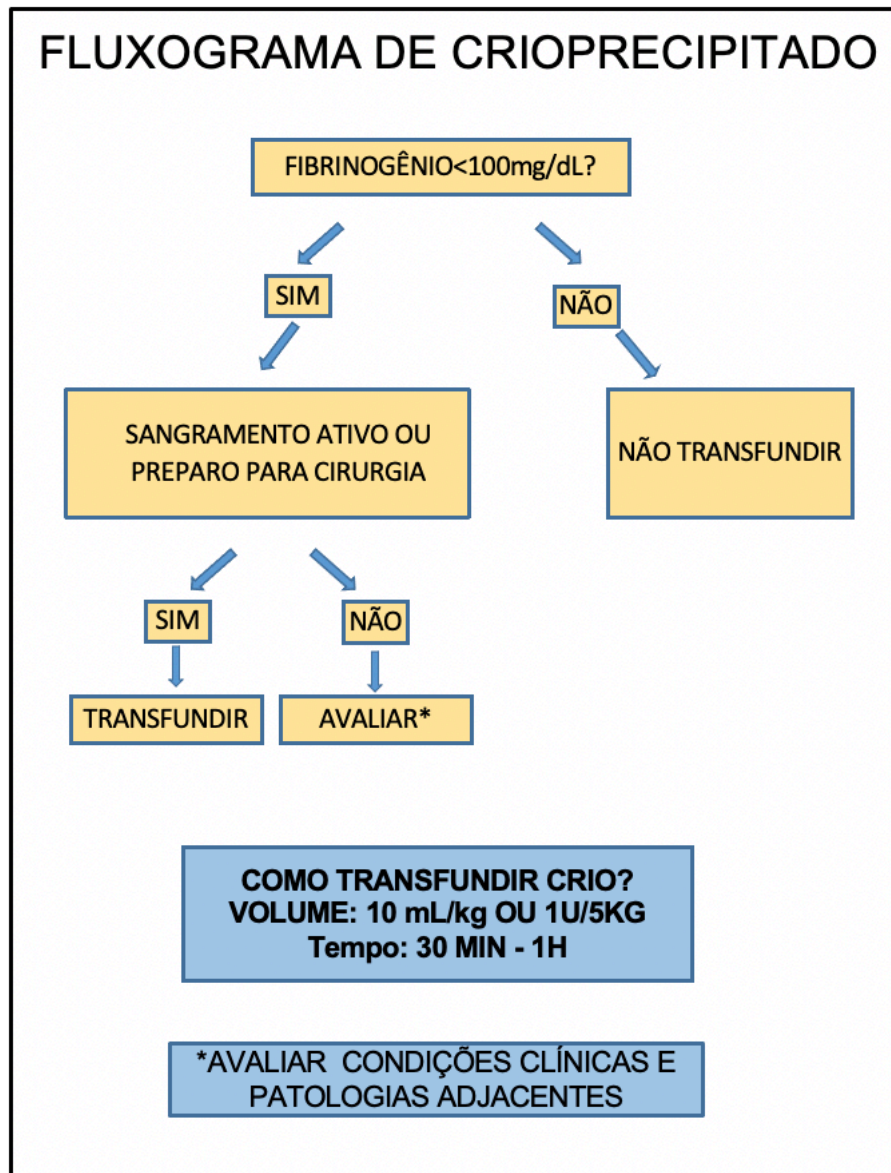 FLUXOGRAMA DE CRIOPRECIPITADO
FIBRINOGÊNIO<100mg/dL?
SIM
NÃO
SANGRAMENTO ATIVO OU
PREPARO PARA CIRURGIA
NÃO TRANSFUNDIR
SIM
NÃO
TRANSFUNDIR
AVALIAR*
COMO TRANSFUNDIR CRIO?
VOLUME: 10 mL/kg OU 1U/5KG
Tempo: 30 MIN - 1H
*AVALIAR CONDIÇÕES CLÍNICAS E
PATOLOGIAS ADJACENTES